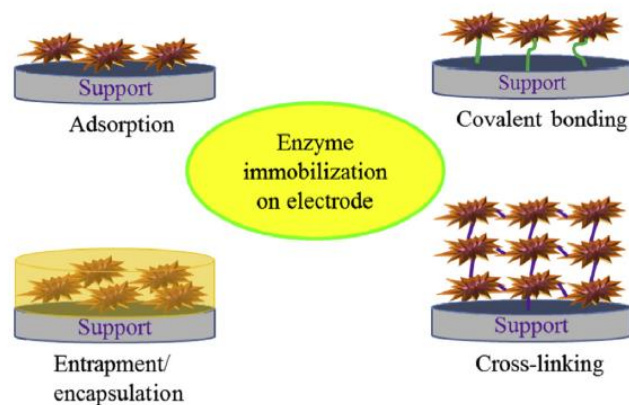 Support
Adsorption
Support
Covalent bonding
Enzyme
immobilization
on electrode
Support
Entrapment/
encapsulation
Support
Cross-linking